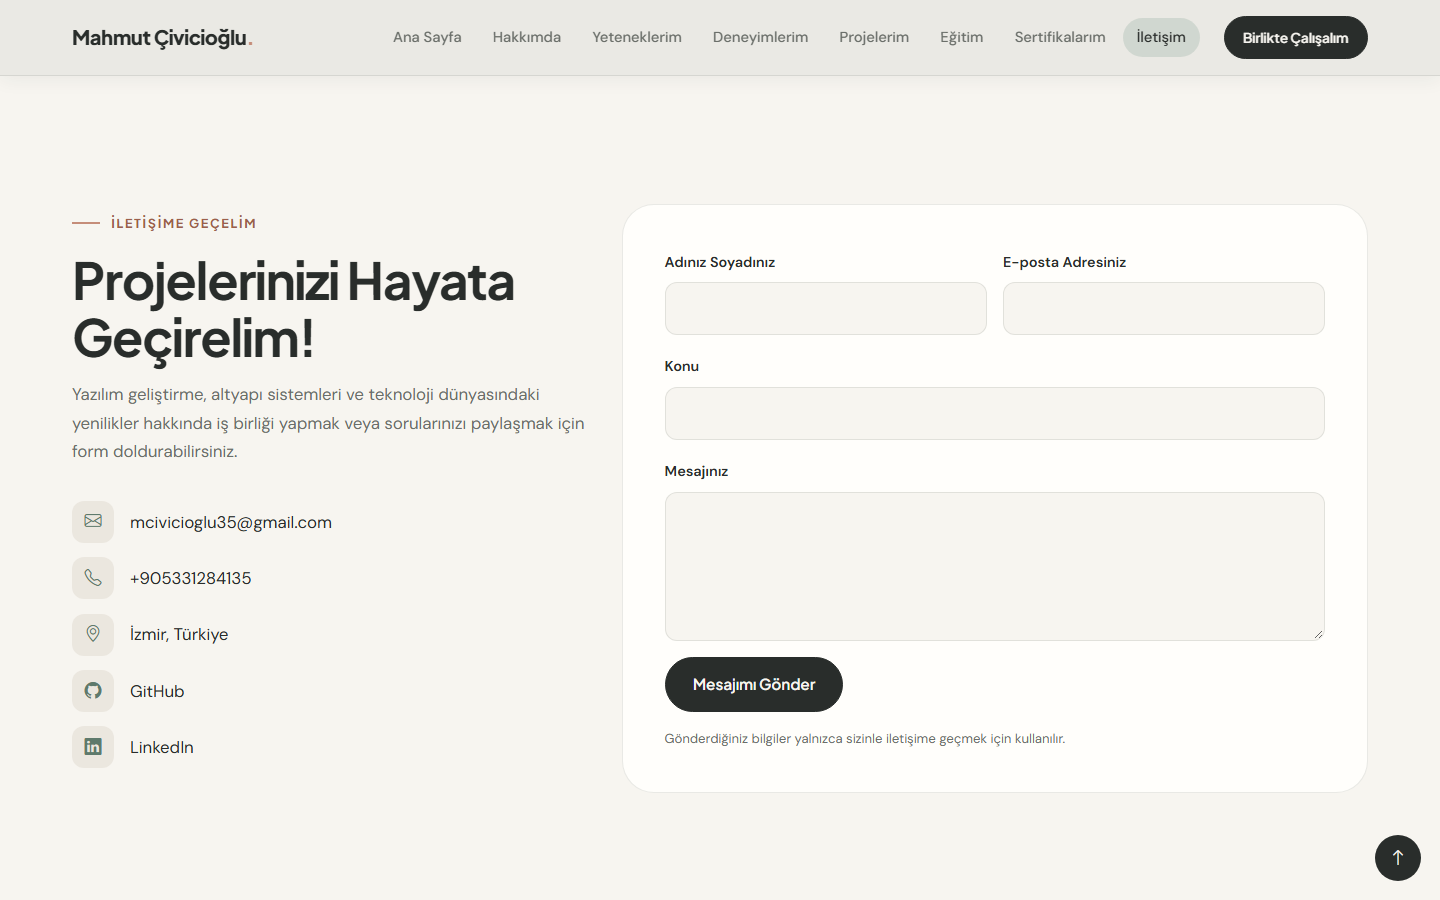 Mahmut Çivicioğlu.
Ana Sayfa
Hakkımda
Yeteneklerim
Deneyimlerim
Projelerim
Eğitim
Sertifikalarım
İletişim
Birlikte Çalışalım
İLETİŞİME GEÇELİM
Projelerinizi Hayata
Geçirelim!
Yazılım geliştirme, altyapı sistemleri ve teknoloji dünyasındaki
yenilikler hakkında iş birliği yapmak veya sorularınızı paylaşmak için
form doldurabilirsiniz.
mcivicioglu35@gmail.com
+905331284135
İzmir, Türkiye
GitHub
LinkedIn
Adınız Soyadınız
E-posta Adresiniz
Konu
Mesajınız
Mesajımı Gönder
Gönderdiğiniz bilgiler yalnızca sizinle iletişime geçmek için kullanılır.